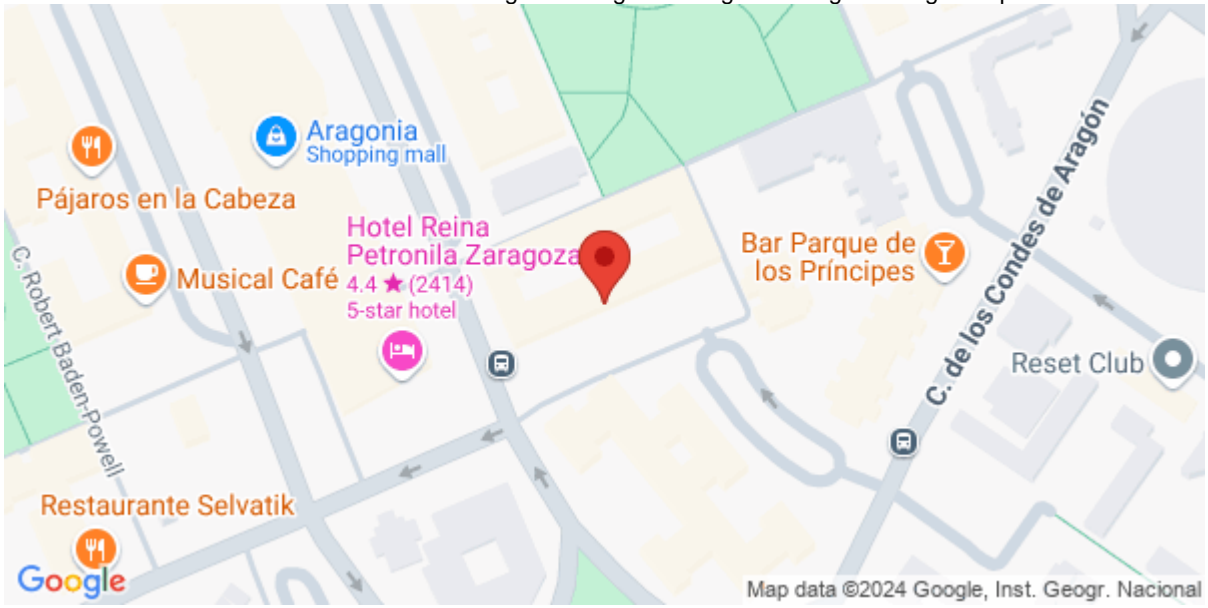 Aragonia
Shopping mall
Pájaros en la Cabeza
Hotel Reina
Petronila Zaragoza
4.4 ★ (2414)
5-star hotel
Musical Café
Bar Parque de
los Príncipes
C. de los Condes de Aragón
C. Robert Baden-Powell
Reset Club
Restaurante Selvatik
Google
Map data ©2024 Google, Inst. Geogr. Nacional